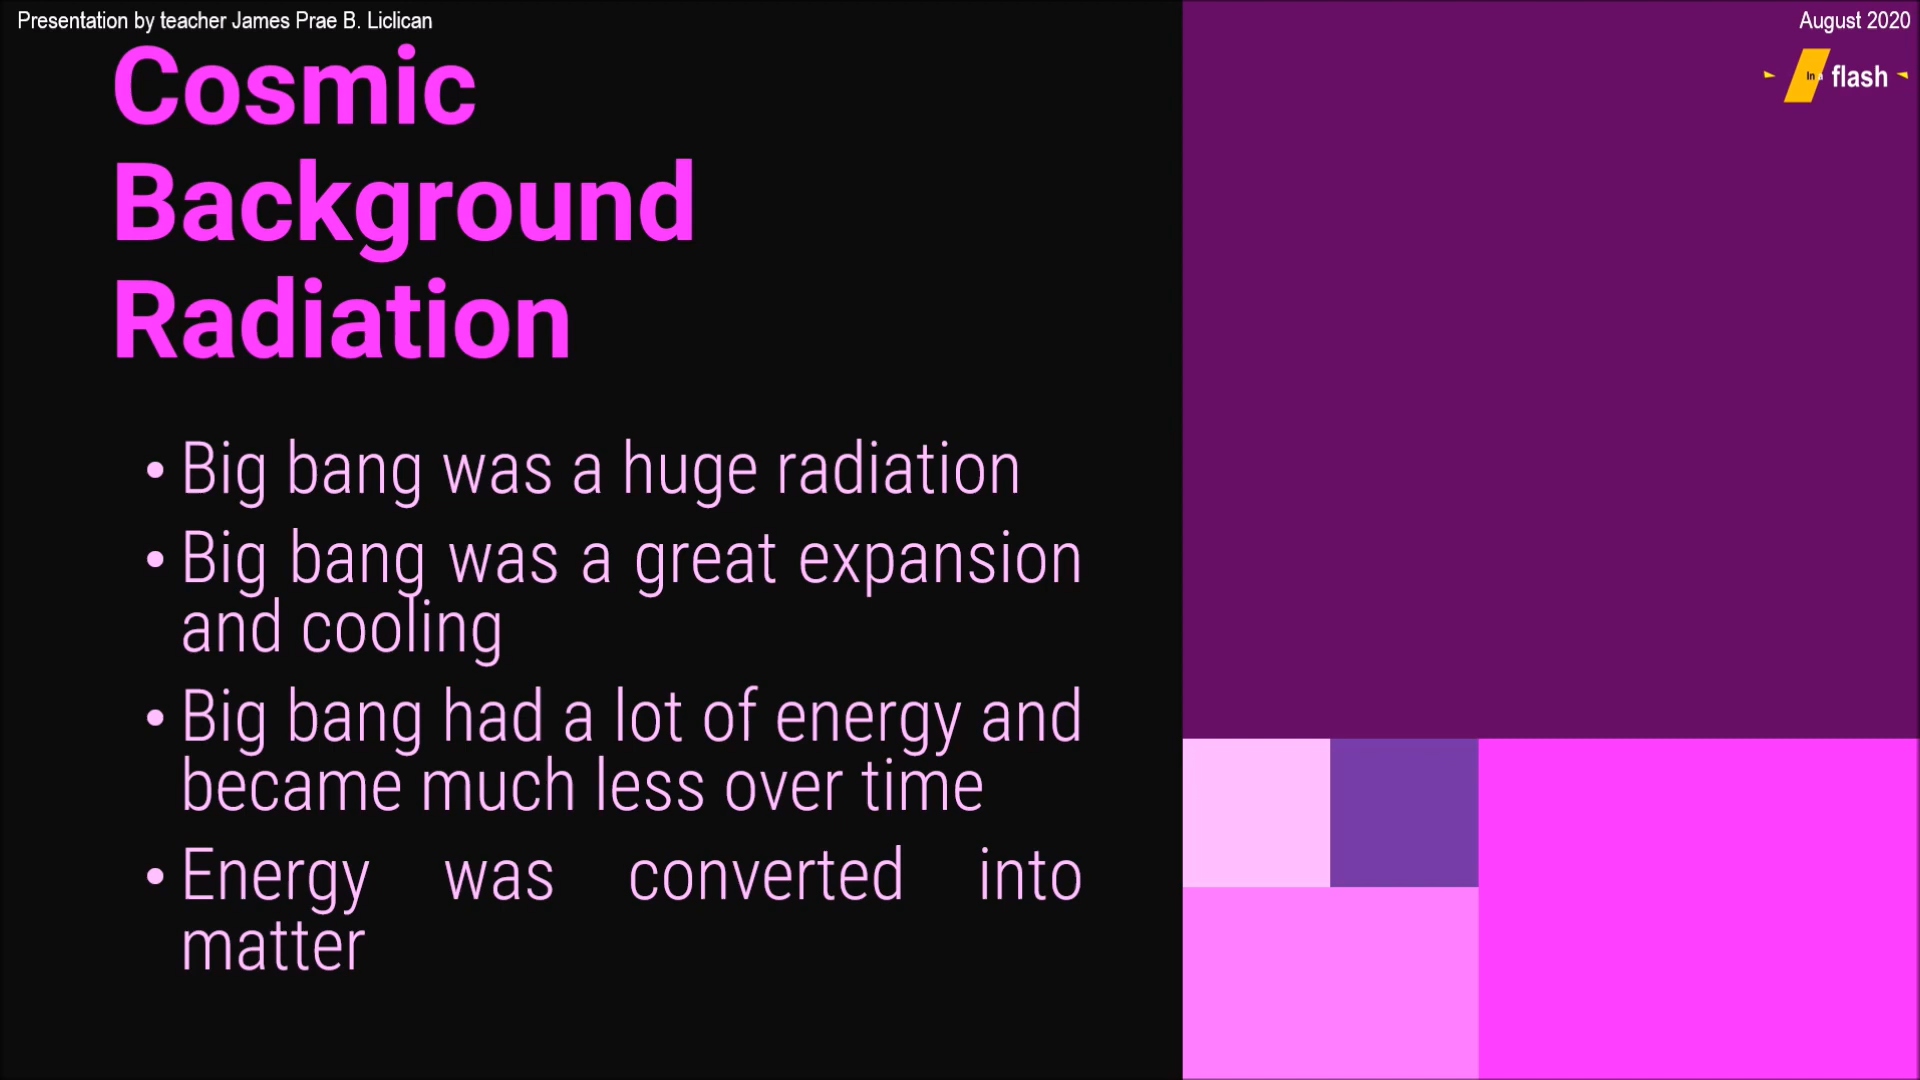 Presentation by teacher James Prae B. Liclican
August 2020
In a flash
Cosmic
Background
Radiation
• Big bang was a huge radiation
• Big bang was a great expansion
and cooling
• Big bang had a lot of energy and
became much less over time
• Energy was converted into
matter